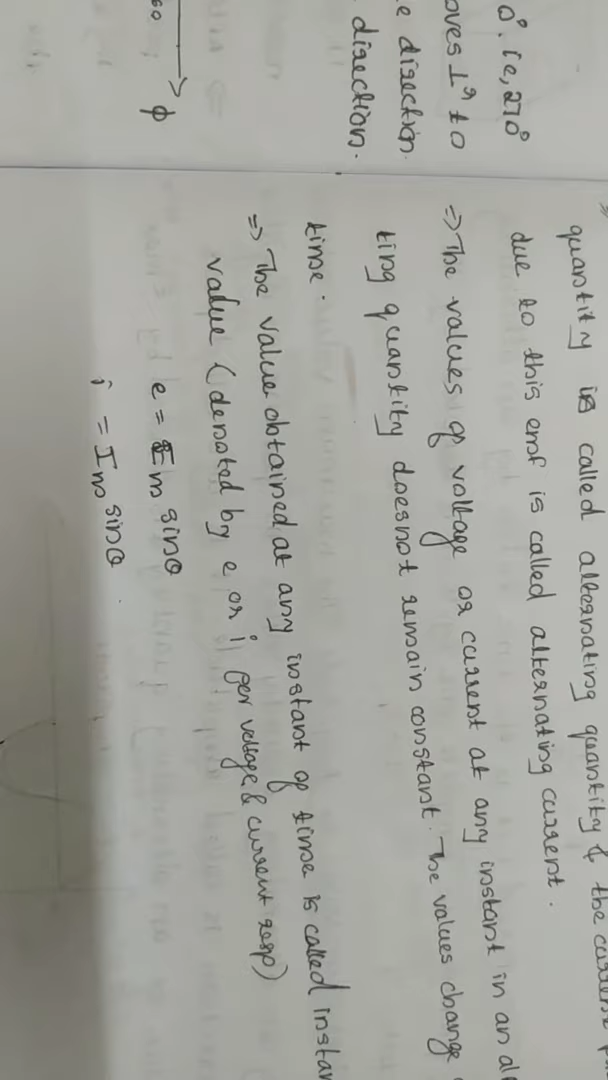 0°. ie, 270°
oves ⊥r to
e direction
direction.
ϕ
quantity is called alternating quantity & the current
due to this emf is called alternating current.
⇒ The values of voltage or current at any instant in an al
ting quantity doesnot remain constant. The values change
time.
⇒ The value obtained at any instant of time is called instan
value (denoted by e or i for voltage & current resp)
e = Em sinθ
i = Im sinθ